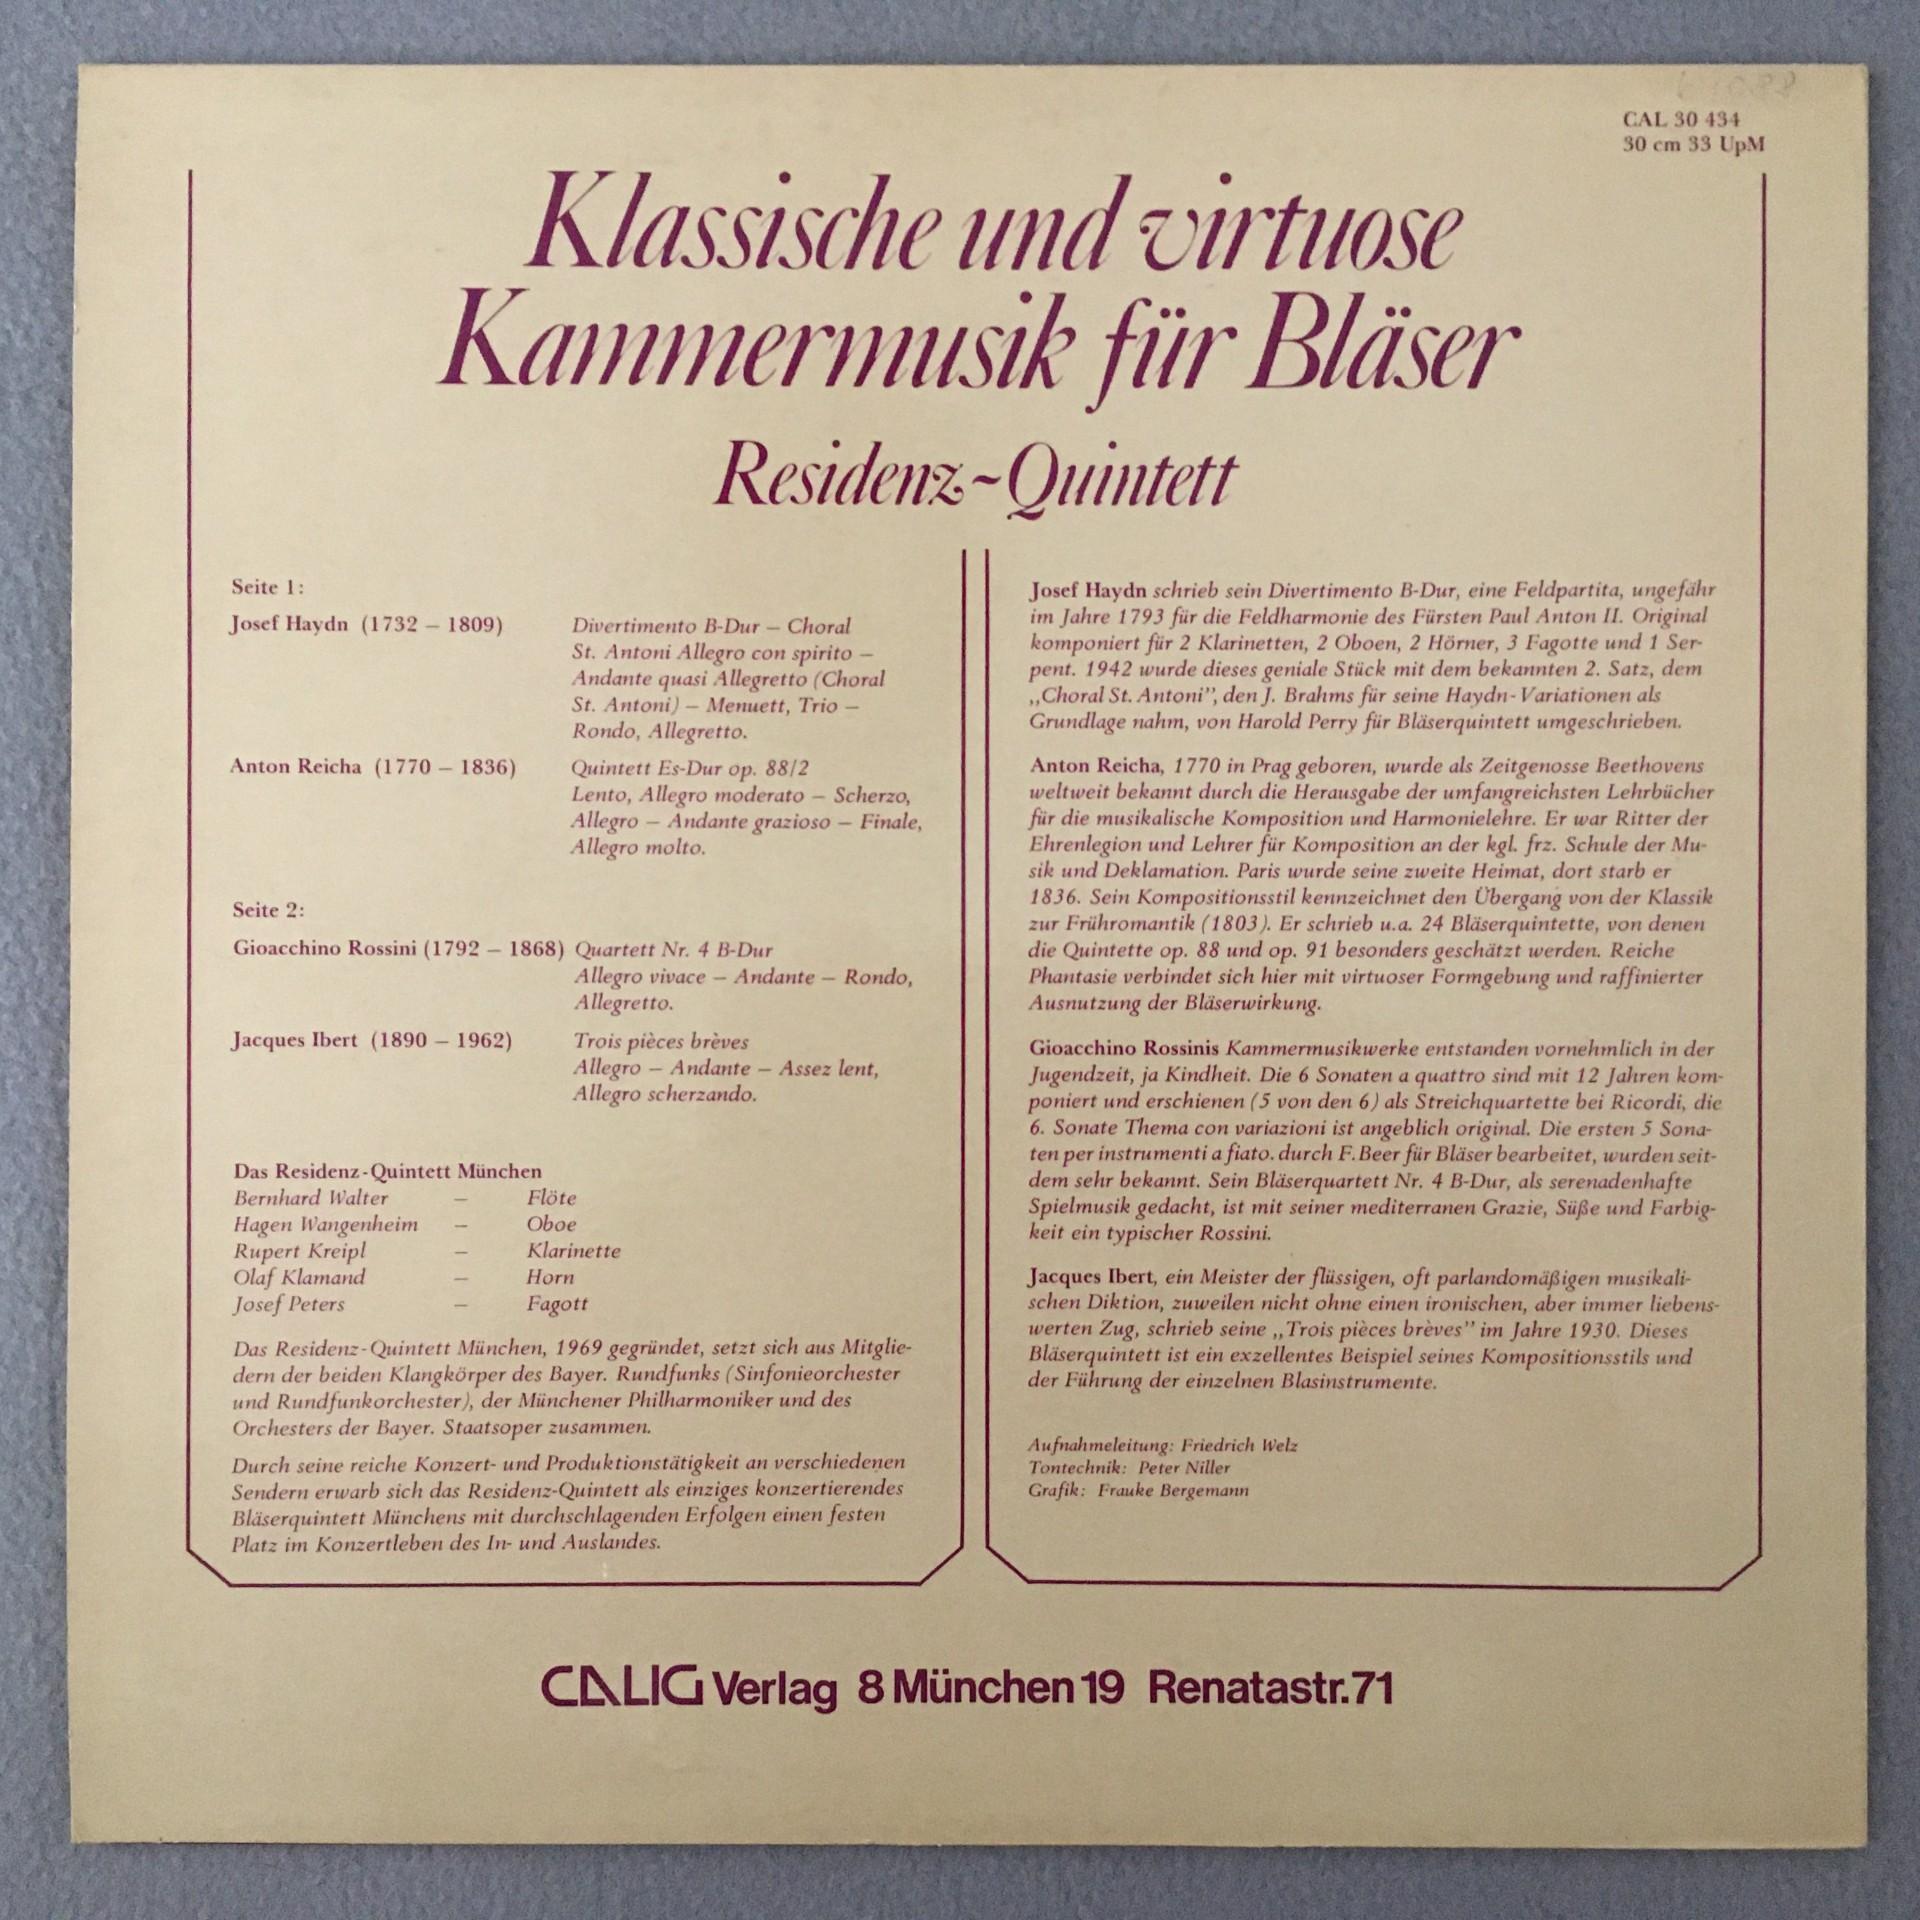 CAL 30 434
30 cm 33 UpM
Klassische und virtuose
Kammermusik für Bläser
Residenz~Quintett
Seite 1:
Josef Haydn (1732 – 1809) Divertimento B-Dur – Choral
St. Antoni Allegro con spirito –
Andante quasi Allegretto (Choral
St. Antoni) – Menuett, Trio –
Rondo, Allegretto.
Anton Reicha (1770 – 1836) Quintett Es-Dur op. 88/2
Lento, Allegro moderato – Scherzo,
Allegro – Andante grazioso – Finale,
Allegro molto.
Seite 2:
Gioacchino Rossini (1792 – 1868) Quartett Nr. 4 B-Dur
Allegro vivace – Andante – Rondo,
Allegretto.
Jacques Ibert (1890 – 1962) Trois pièces brèves
Allegro – Andante – Assez lent,
Allegro scherzando.
Das Residenz-Quintett München
Bernhard Walter – Flöte
Hagen Wangenheim – Oboe
Rupert Kreipl – Klarinette
Olaf Klamand – Horn
Josef Peters – Fagott
Das Residenz-Quintett München, 1969 gegründet, setzt sich aus Mitglie-
dern der beiden Klangkörper des Bayer. Rundfunks (Sinfonieorchester
und Rundfunkorchester), der Münchener Philharmoniker und des
Orchesters der Bayer. Staatsoper zusammen.
Durch seine reiche Konzert- und Produktionstätigkeit an verschiedenen
Sendern erwarb sich das Residenz-Quintett als einziges konzertierendes
Bläserquintett Münchens mit durchschlagenden Erfolgen einen festen
Platz im Konzertleben des In- und Auslandes.
Josef Haydn schrieb sein Divertimento B-Dur, eine Feldpartita, ungefähr
im Jahre 1793 für die Feldharmonie des Fürsten Paul Anton II. Original
komponiert für 2 Klarinetten, 2 Oboen, 2 Hörner, 3 Fagotte und 1 Ser-
pent. 1942 wurde dieses geniale Stück mit dem bekannten 2. Satz, dem
„Choral St. Antoni”, den J. Brahms für seine Haydn-Variationen als
Grundlage nahm, von Harold Perry für Bläserquintett umgeschrieben.
Anton Reicha, 1770 in Prag geboren, wurde als Zeitgenosse Beethovens
weltweit bekannt durch die Herausgabe der umfangreichsten Lehrbücher
für die musikalische Komposition und Harmonielehre. Er war Ritter der
Ehrenlegion und Lehrer für Komposition an der kgl. frz. Schule der Mu-
sik und Deklamation. Paris wurde seine zweite Heimat, dort starb er
1836. Sein Kompositionsstil kennzeichnet den Übergang von der Klassik
zur Frühromantik (1803). Er schrieb u.a. 24 Bläserquintette, von denen
die Quintette op. 88 und op. 91 besonders geschätzt werden. Reiche
Phantasie verbindet sich hier mit virtuoser Formgebung und raffinierter
Ausnutzung der Bläserwirkung.
Gioacchino Rossinis Kammermusikwerke entstanden vornehmlich in der
Jugendzeit, ja Kindheit. Die 6 Sonaten a quattro sind mit 12 Jahren kom-
poniert und erschienen (5 von den 6) als Streichquartette bei Ricordi, die
6. Sonate Thema con variazioni ist angeblich original. Die ersten 5 Sona-
ten per instrumenti a fiato. durch F. Beer für Bläser bearbeitet, wurden seit-
dem sehr bekannt. Sein Bläserquartett Nr. 4 B-Dur, als serenadenhafte
Spielmusik gedacht, ist mit seiner mediterranen Grazie, Süße und Farbig-
keit ein typischer Rossini.
Jacques Ibert, ein Meister der flüssigen, oft parlandomäßigen musikali-
schen Diktion, zuweilen nicht ohne einen ironischen, aber immer liebens-
werten Zug, schrieb seine „Trois pièces brèves” im Jahre 1930. Dieses
Bläserquintett ist ein exzellentes Beispiel seines Kompositionsstils und
der Führung der einzelnen Blasinstrumente.
Aufnahmeleitung: Friedrich Welz
Tontechnik: Peter Niller
Grafik: Frauke Bergemann
CALIG Verlag 8 München 19 Renatastr. 71